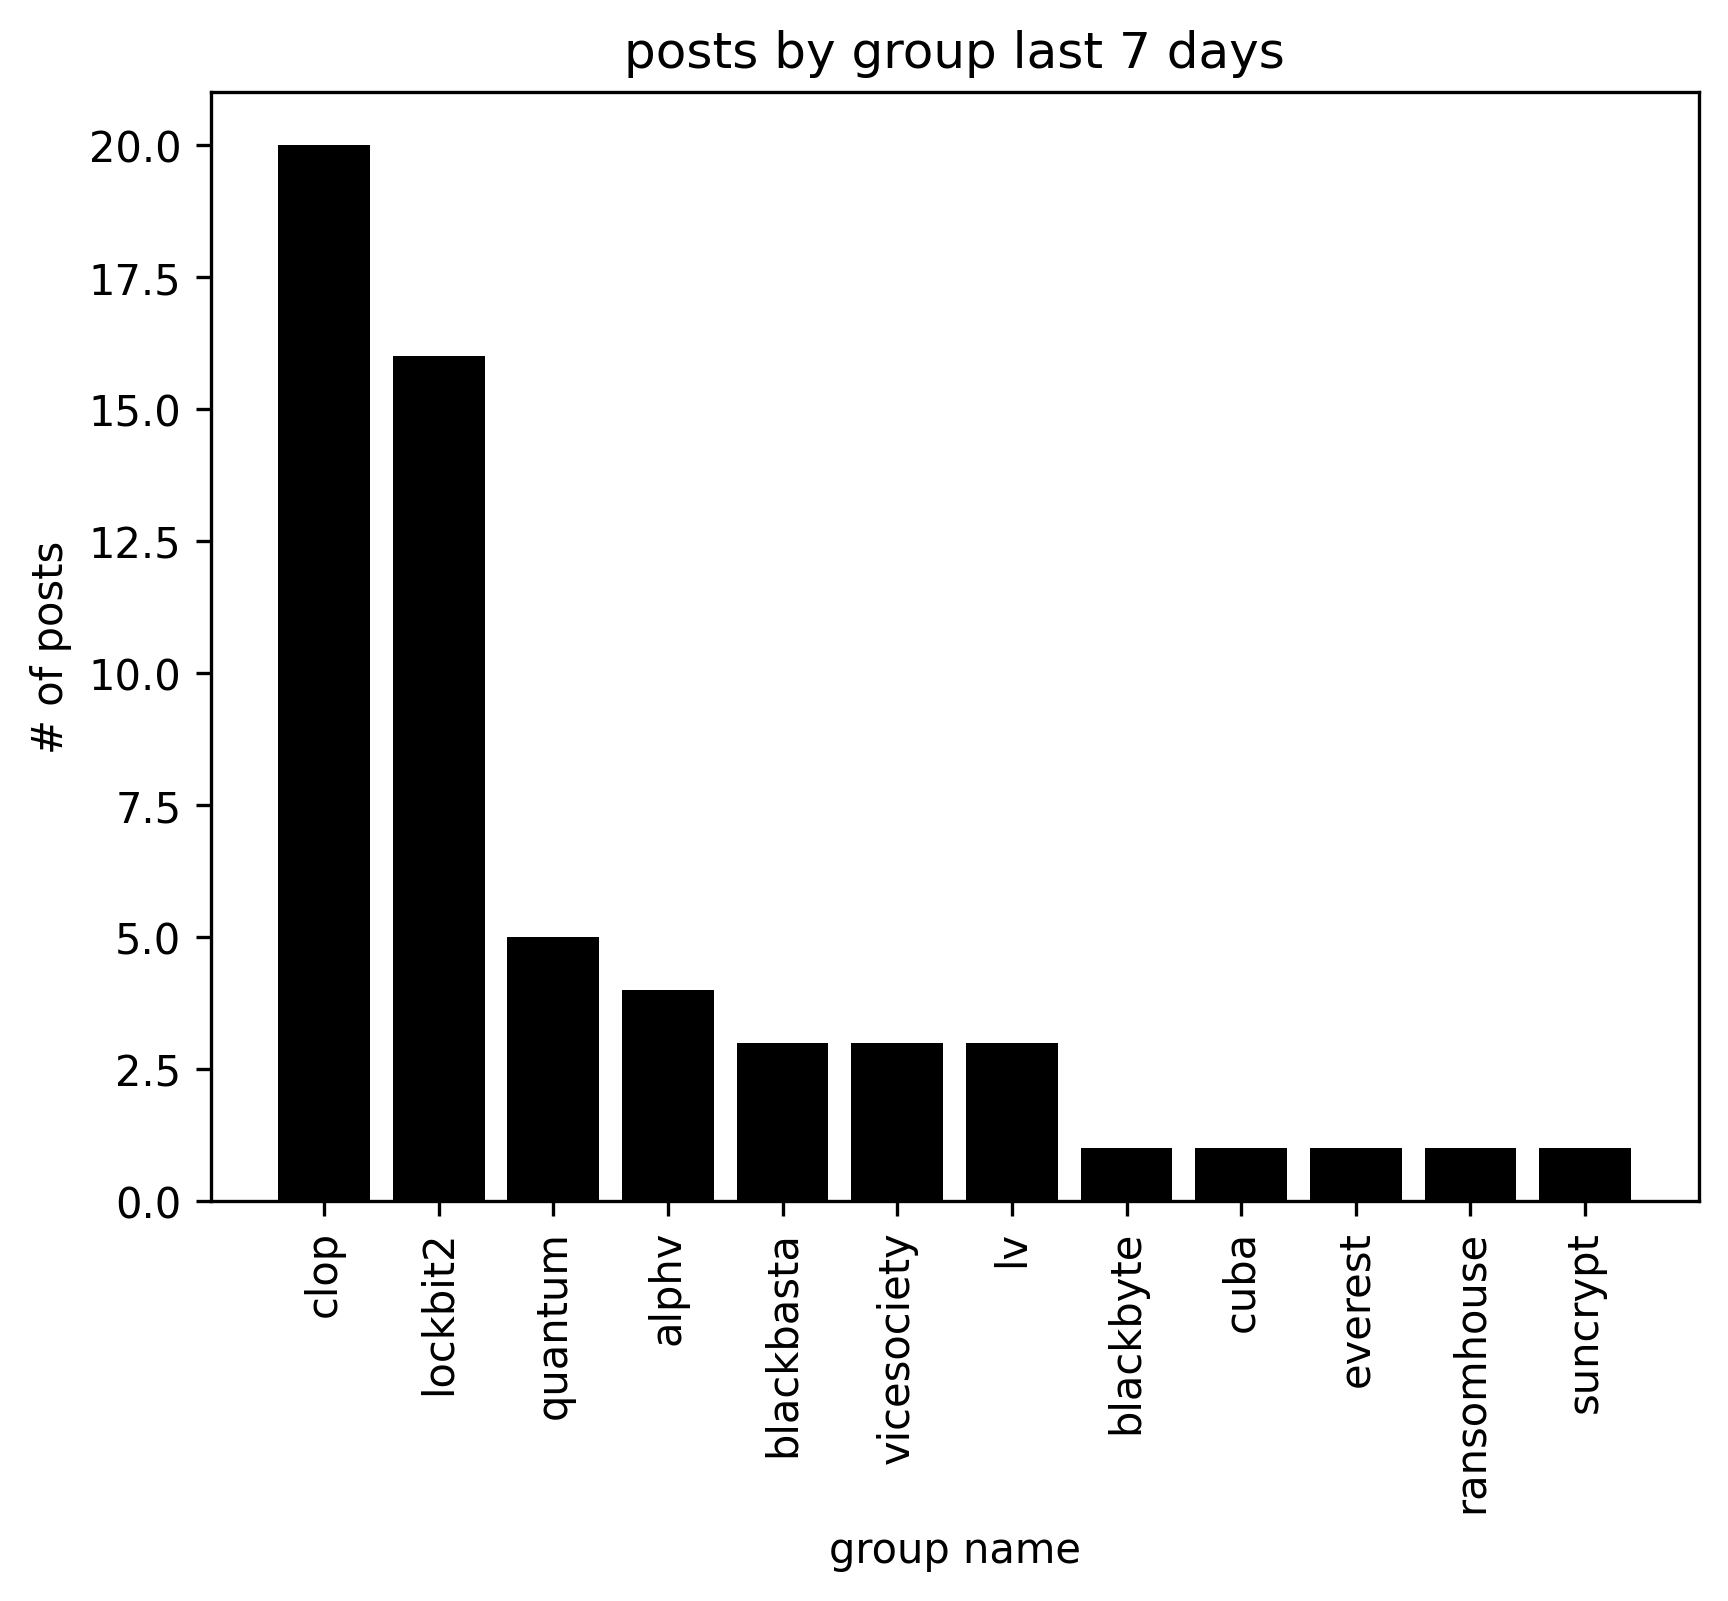 posts by group last 7 days
# of posts
20.0
17.5
15.0
12.5
10.0
7.5
5.0
2.5
0.0
clop
lockbit2
quantum
alphv
blackbasta
vicesociety
lv
blackbyte
cuba
everest
ransomhouse
suncrypt
group name